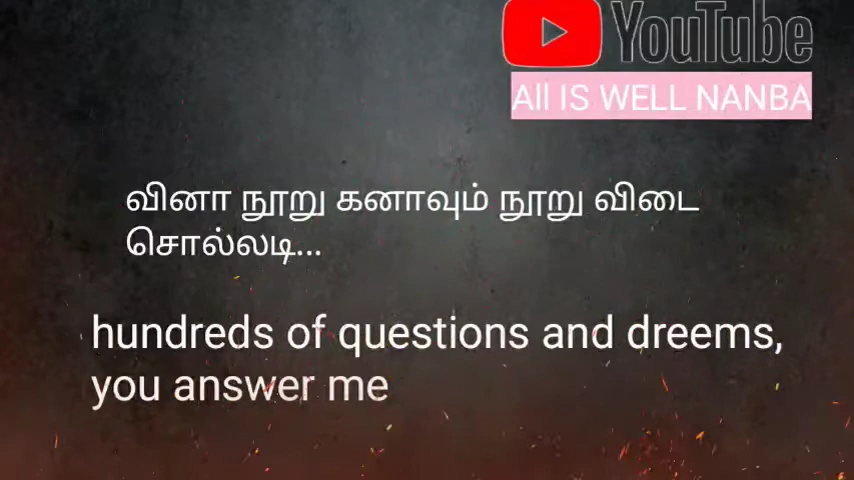 YouTube
All IS WELL NANBA
வினா நூறு கனாவும் நூறு விடை
சொல்லடி...
hundreds of questions and dreems,
you answer me